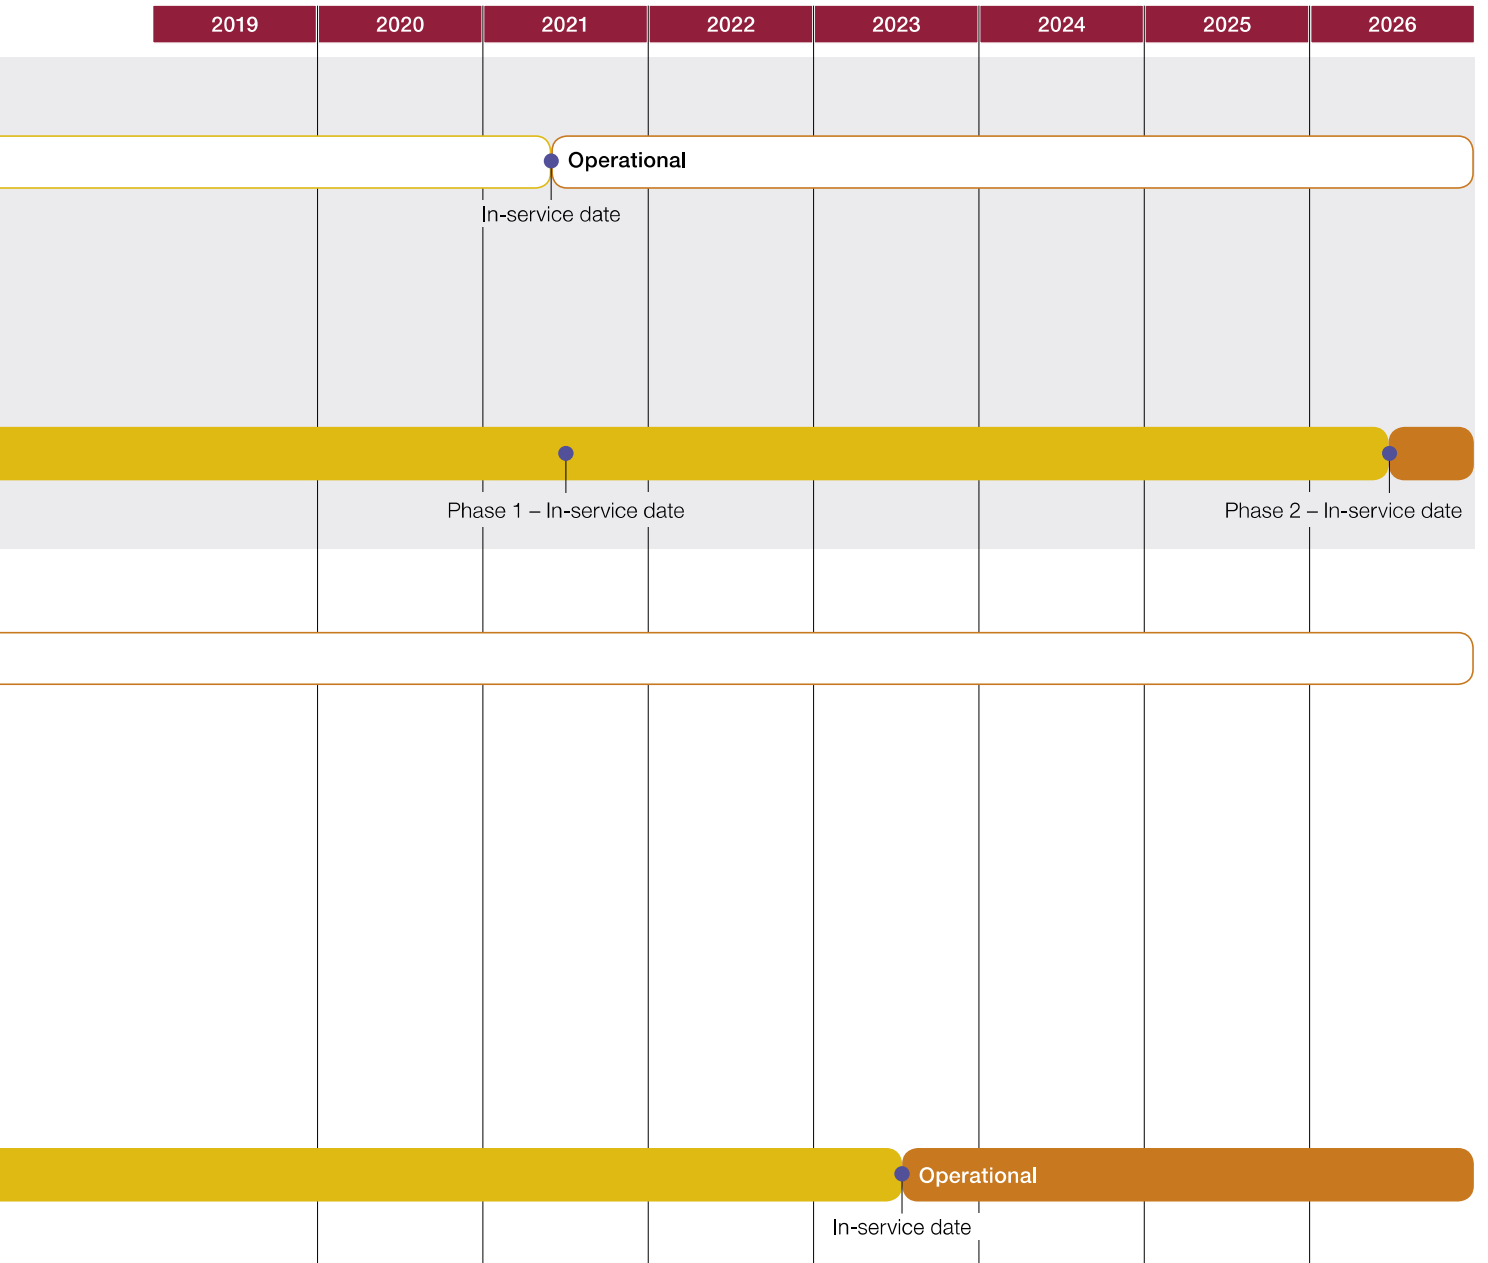 2019 2020 2021 2022 2023 2024 2025 2026
Operational
In-service date
Phase 1 – In-service date Phase 2 – In-service date
Operational
In-service date